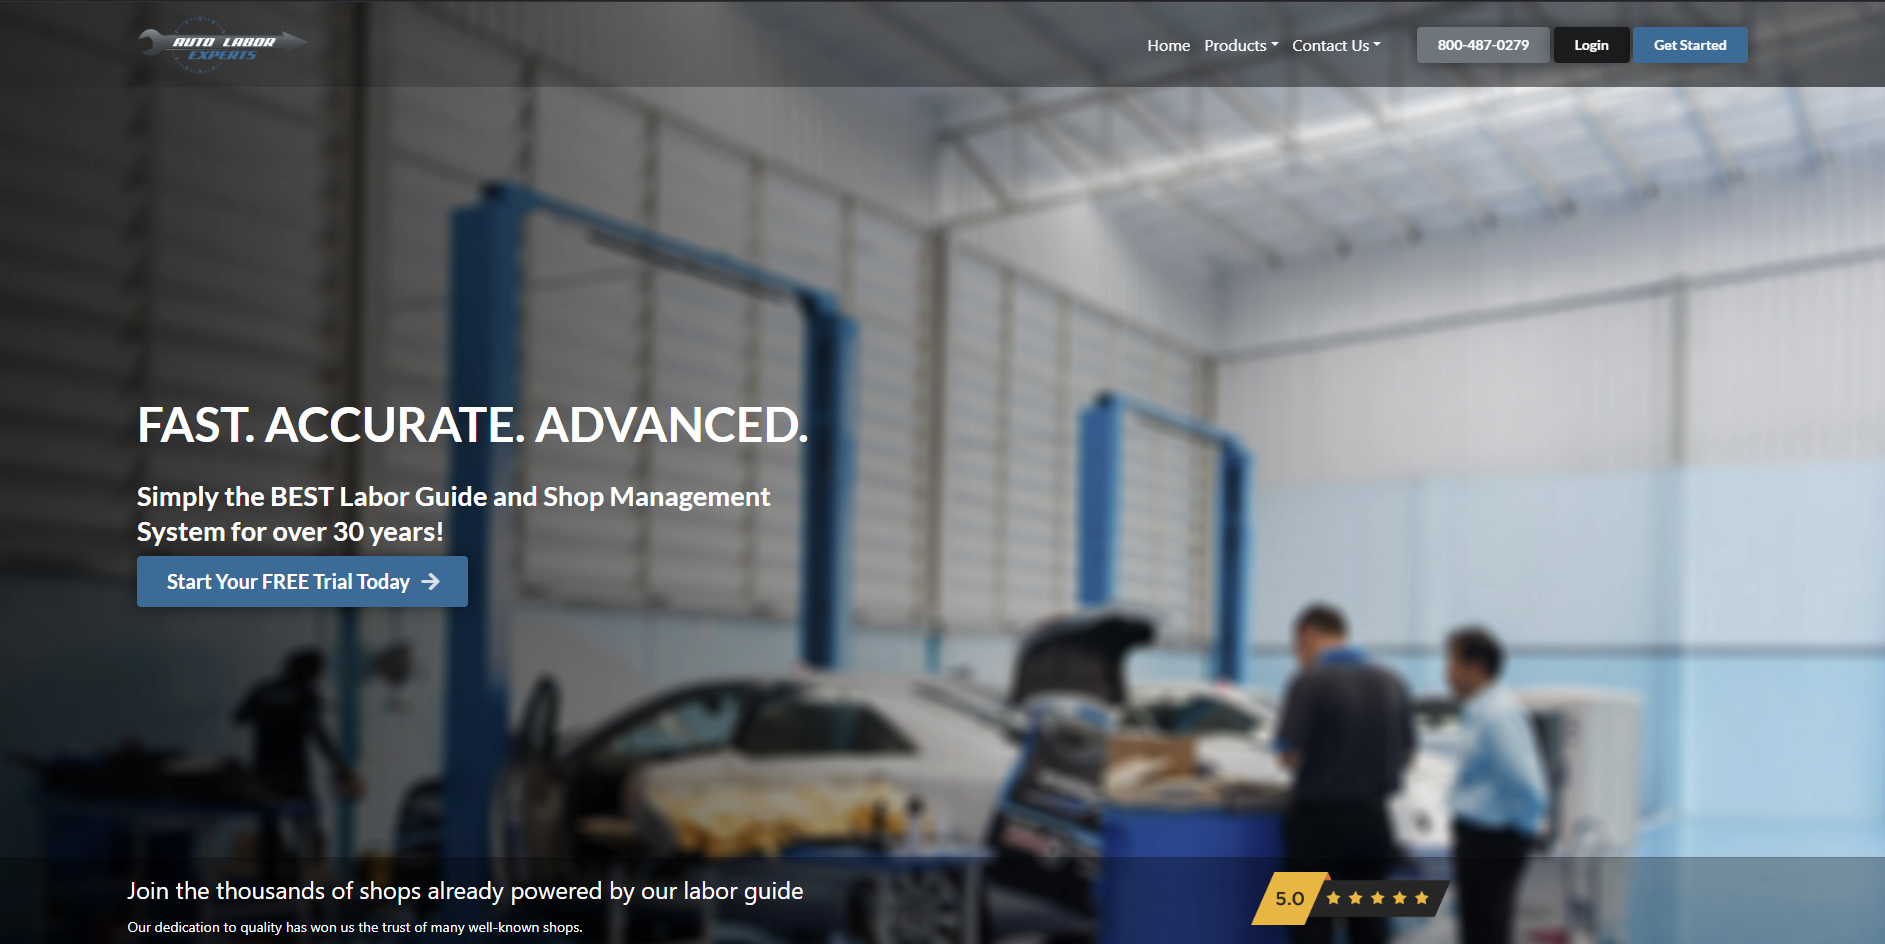 AUTO LABOR
EXPERTS
Home Products Contact Us 800-487-0279 Login Get Started
FAST. ACCURATE. ADVANCED.
Simply the BEST Labor Guide and Shop Management
System for over 30 years!
Start Your FREE Trial Today
Join the thousands of shops already powered by our labor guide
5.0
Our dedication to quality has won us the trust of many well-known shops.